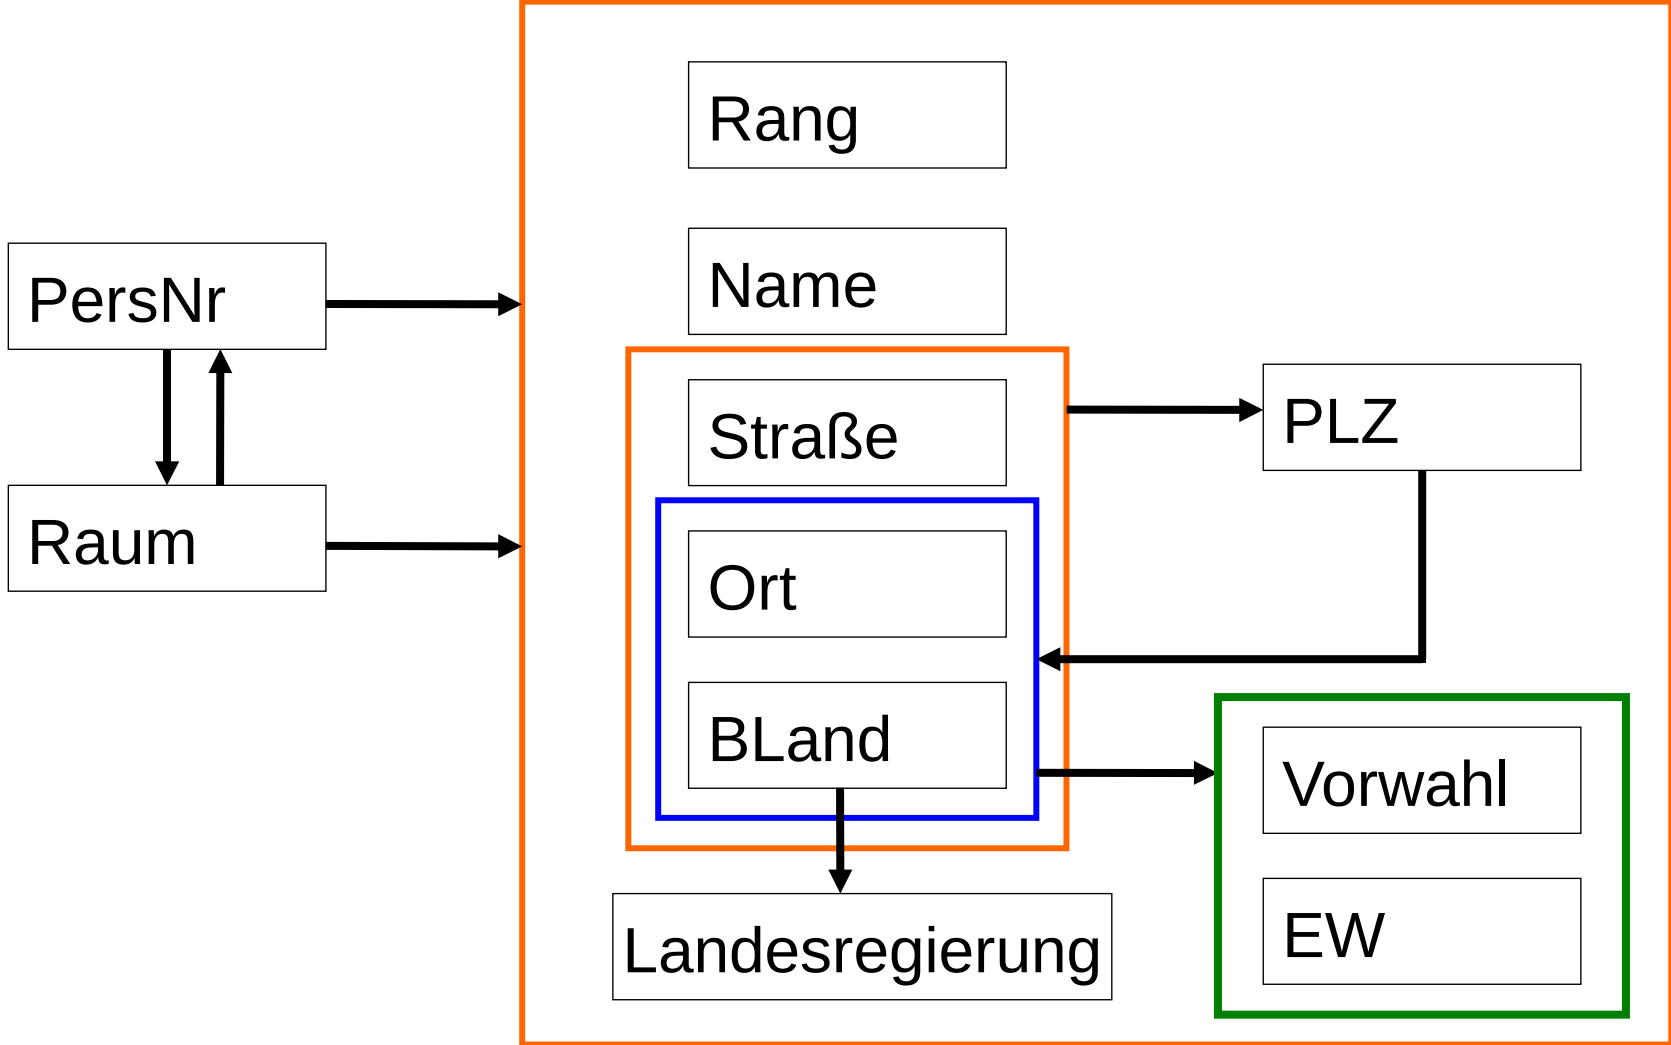 Rang
Name
PersNr
Straße
PLZ
Raum
Ort
BLand
Vorwahl
Landesregierung
EW